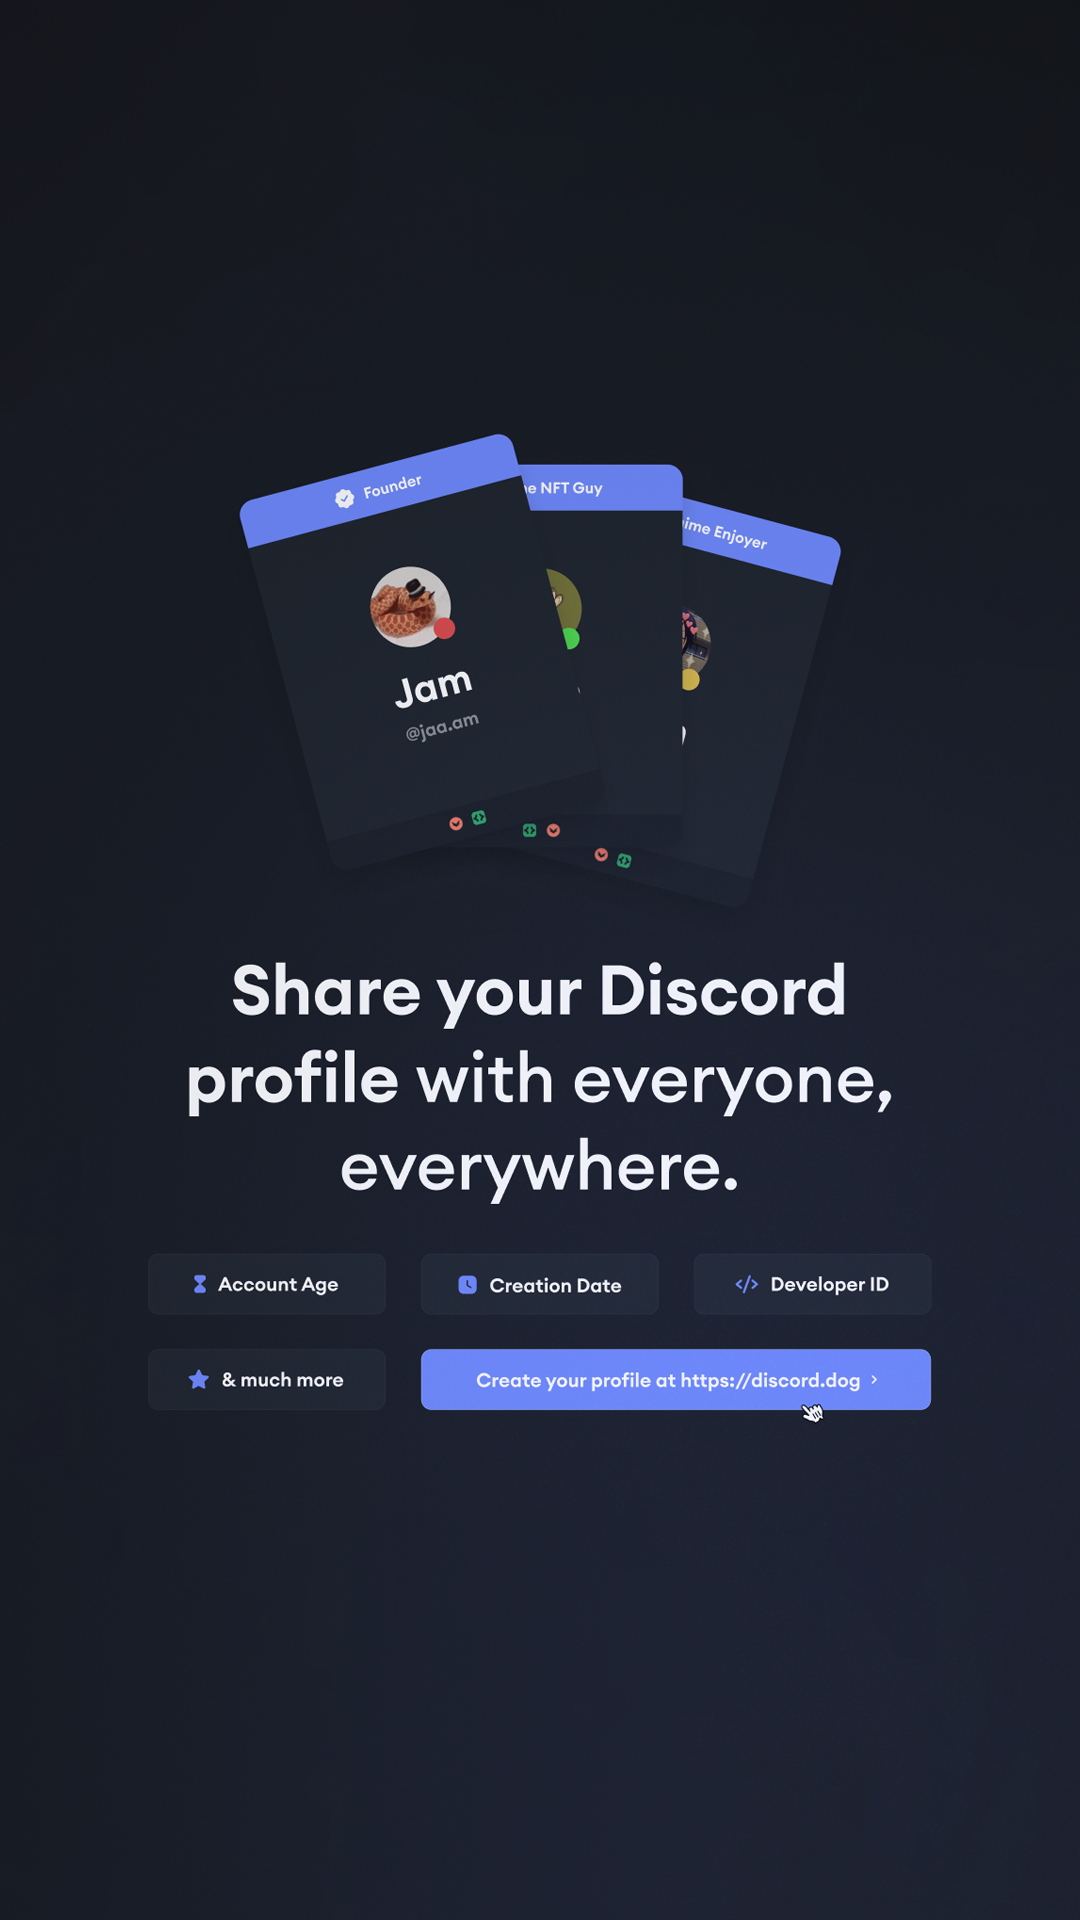 Founder
NFT Guy
Enjoyer
Jam
@jaa.am
Share your Discord
profile with everyone,
everywhere.
Account Age
Creation Date
Developer ID
& much more
Create your profile at https://discord.dog